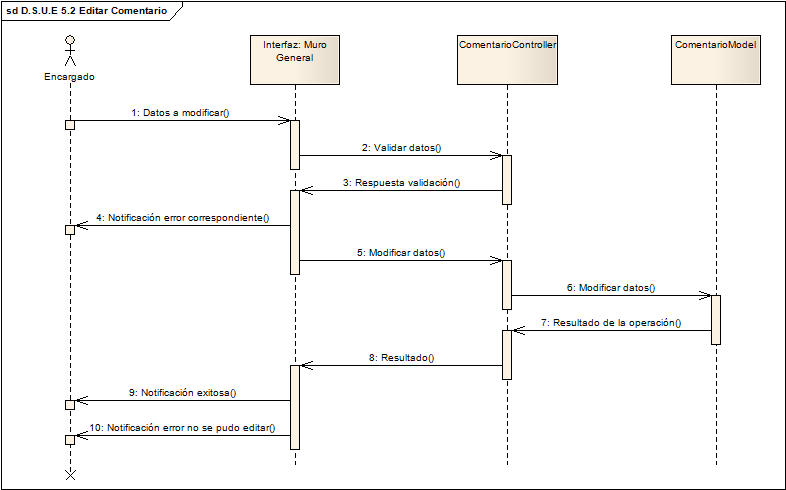 sd D.S.U.E 5.2 Editar Comentario
Encargado
Interfaz: Muro
General
ComentarioController
ComentarioModel
1: Datos a modificar()
2: Validar datos()
3: Respuesta validación()
4: Notificación error correspondiente()
5: Modificar datos()
6: Modificar datos()
7: Resultado de la operación()
8: Resultado()
9: Notificación exitosa()
10: Notificación error no se pudo editar()